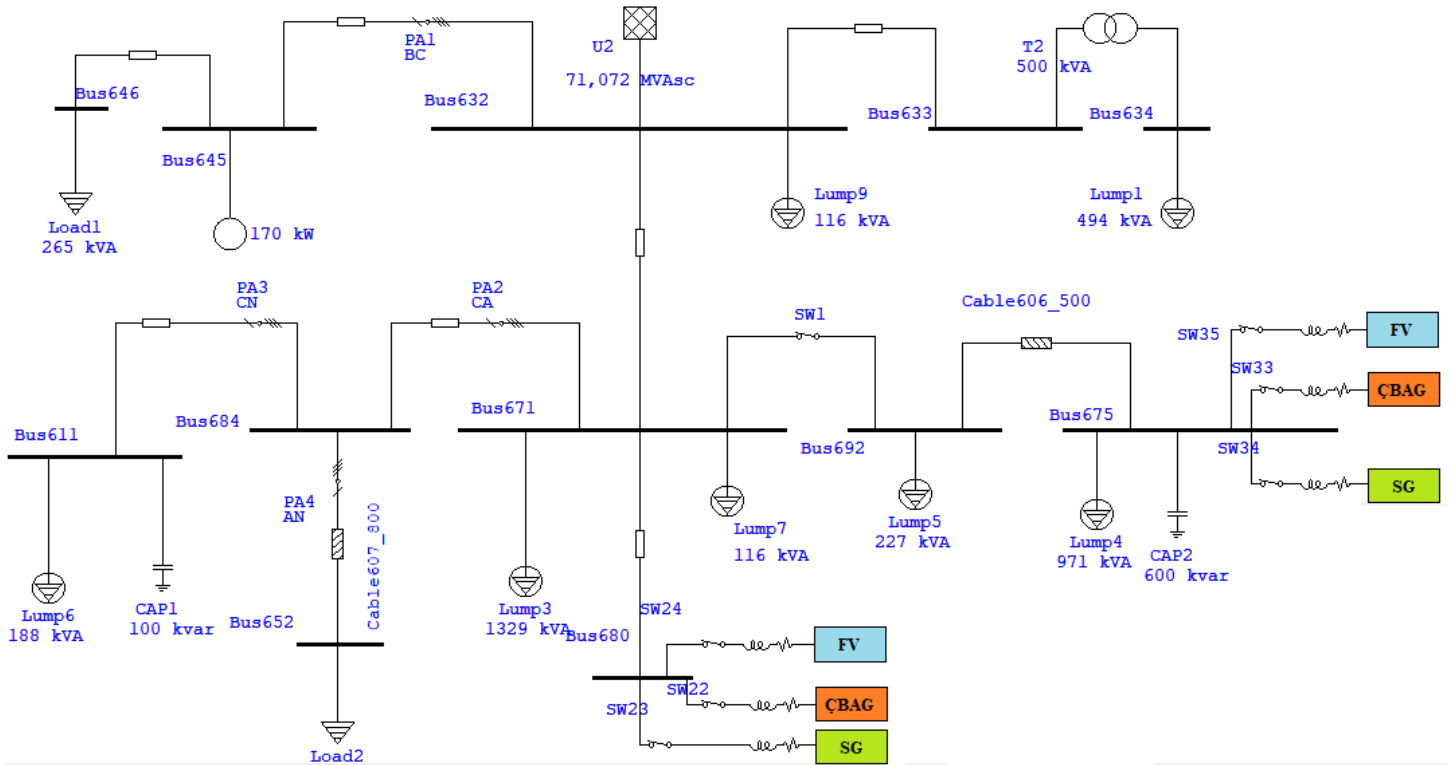 PA1
BC
U2
71,072 MVAsc
T2
500 kVA
Bus646
Bus632
Bus633
Bus634
Bus645
Load1
265 kVA
170 kW
Lump9
116 kVA
Lump1
494 kVA
PA3
CN
PA2
CA
SW1
Cable606_500
SW35
FV
SW33
ÇBAG
Bus611
Bus684
Bus671
Bus692
Bus675
SW34
SG
PA4
AN
Cable607_800
Lump7
116 kVA
Lump5
227 kVA
Lump4
971 kVA
CAP2
600 kvar
Lump6
188 kVA
CAP1
100 kvar
Bus652
Lump3
1329 kVA
SW24
Bus680
FV
SW22
SW23
ÇBAG
SG
Load2